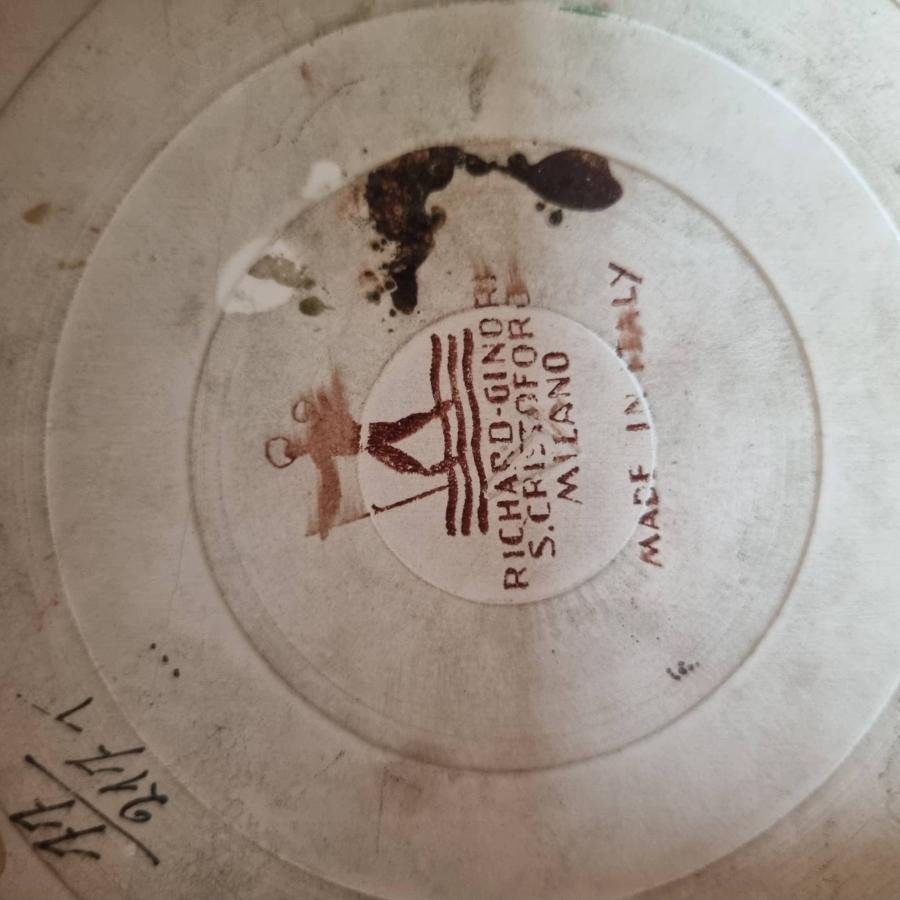 RICHARD-GINORI
S.CRISTOFORO
MILANO
MADE IN ITALY